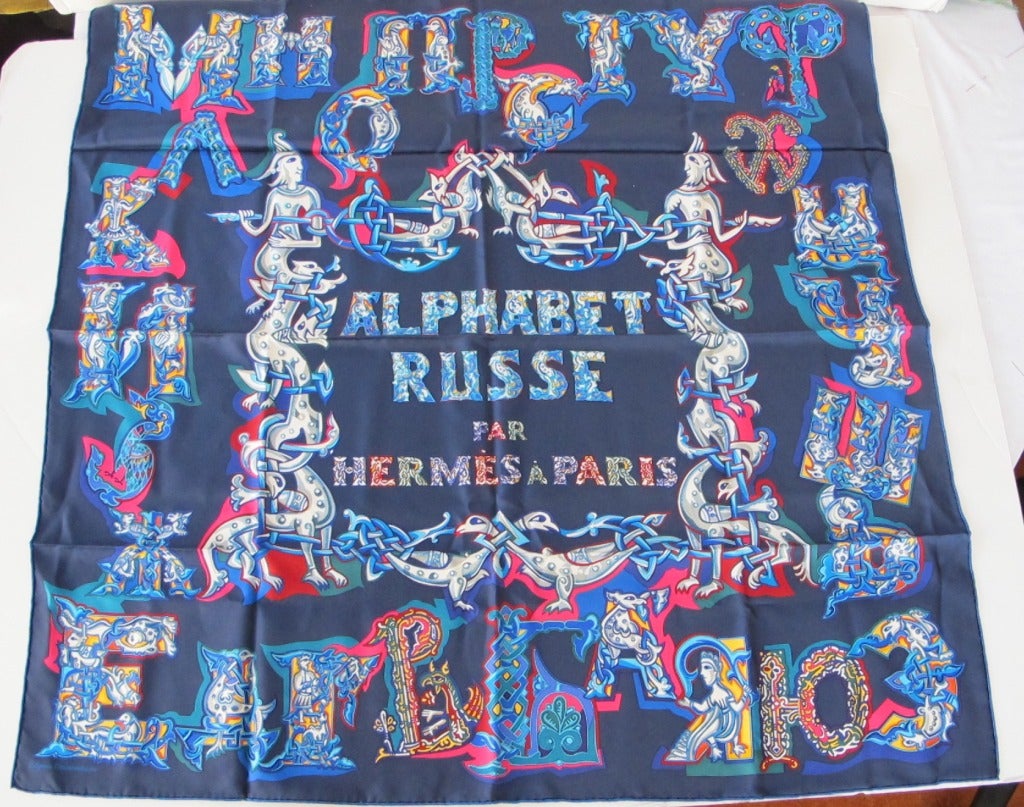 М Н П Р Т У Ф
Л О С Х
К
И
З
Ж
Ц
Ч
Ш
ALPHABET
RUSSE
PAR
HERMÈS À PARIS
Е Д Г В Б А Я Ю Э